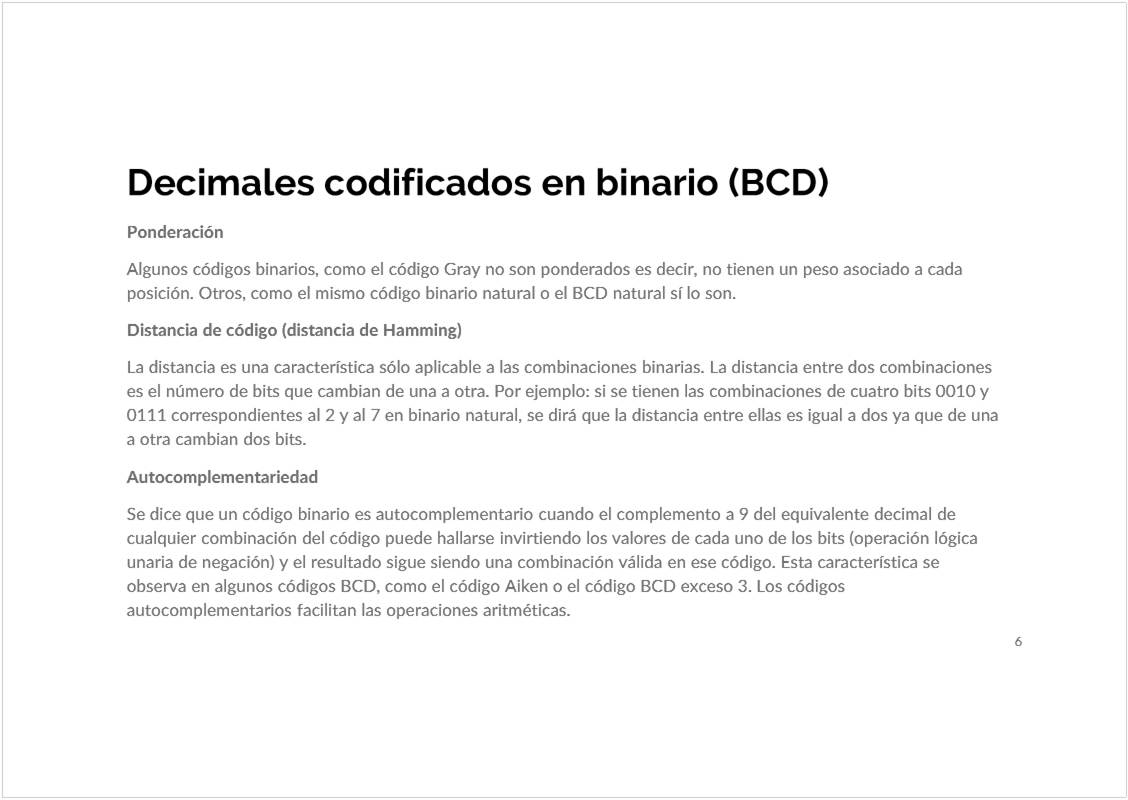 Decimales codificados en binario (BCD)
Ponderación
Algunos códigos binarios, como el código Gray no son ponderados es decir, no tienen un peso asociado a cada
posición. Otros, como el mismo código binario natural o el BCD natural sí lo son.
Distancia de código (distancia de Hamming)
La distancia es una característica sólo aplicable a las combinaciones binarias. La distancia entre dos combinaciones
es el número de bits que cambian de una a otra. Por ejemplo: si se tienen las combinaciones de cuatro bits 0010 y
0111 correspondientes al 2 y al 7 en binario natural, se dirá que la distancia entre ellas es igual a dos ya que de una
a otra cambian dos bits.
Autocomplementariedad
Se dice que un código binario es autocomplementario cuando el complemento a 9 del equivalente decimal de
cualquier combinación del código puede hallarse invirtiendo los valores de cada uno de los bits (operación lógica
unaria de negación) y el resultado sigue siendo una combinación válida en ese código. Esta característica se
observa en algunos códigos BCD, como el código Aiken o el código BCD exceso 3. Los códigos
autocomplementarios facilitan las operaciones aritméticas.
6